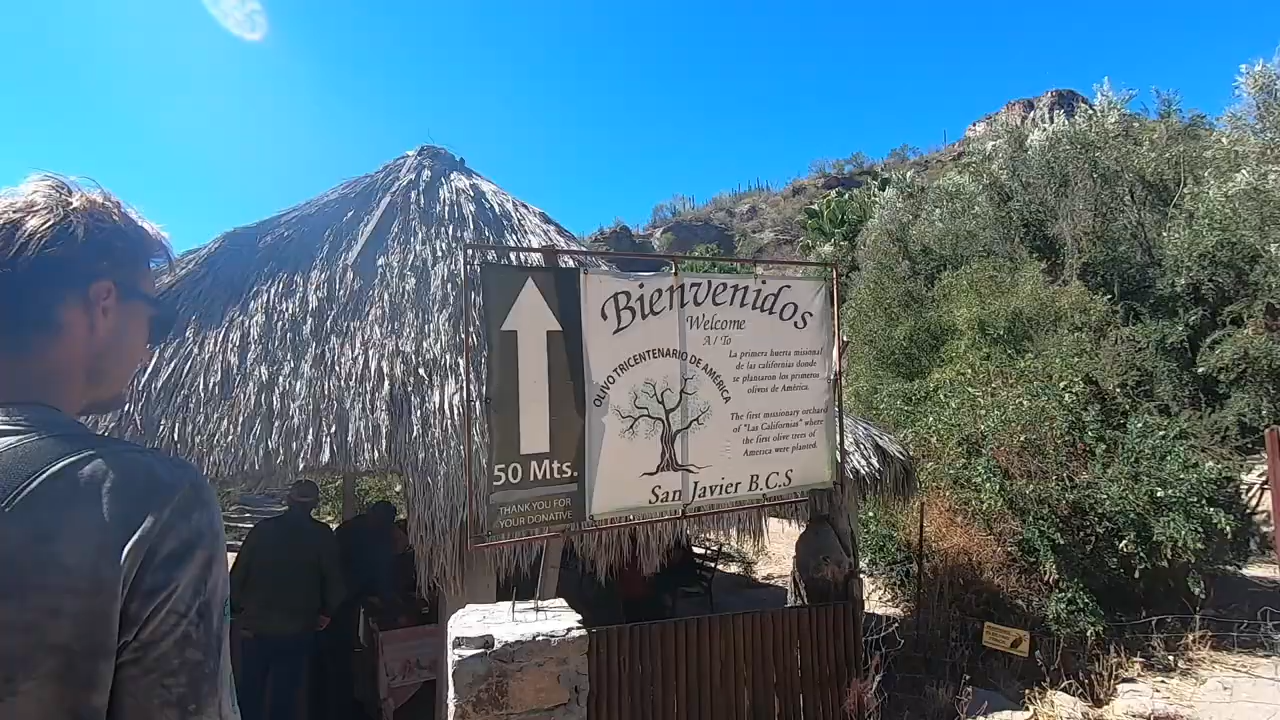 50 Mts.
THANK YOU FOR
YOUR DONATIVE
Bienvenidos
Welcome
A / To
OLIVO TRICENTENARIO DE AMÉRICA
La primera huerta misional
de las californias donde
se plantaron los primeros
olivos de América.
The first missionary orchard
of "Las Californias" where
the first olive trees of
America were planted.
San Javier B.C.S